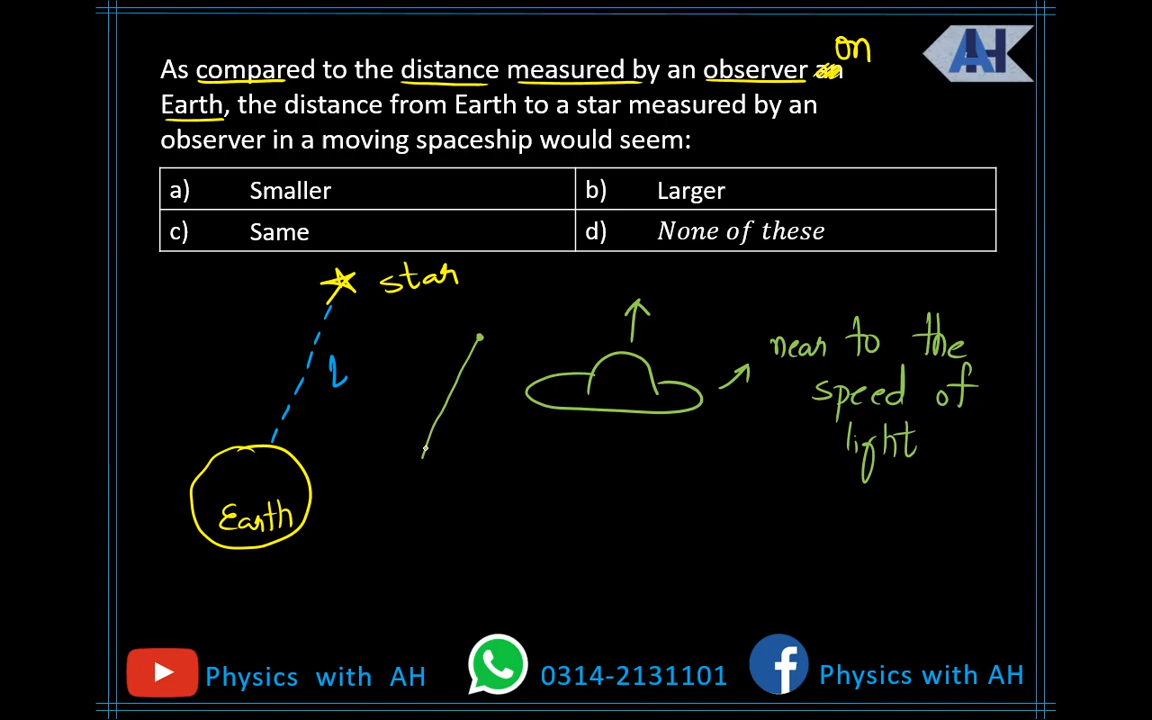 AH
on
As compared to the distance measured by an observer
Earth, the distance from Earth to a star measured by an
observer in a moving spaceship would seem:
a) Smaller b) Larger
c) Same d) None of these
star
near to the
speed of
light
L
Earth
Physics with AH 0314-2131101 Physics with AH